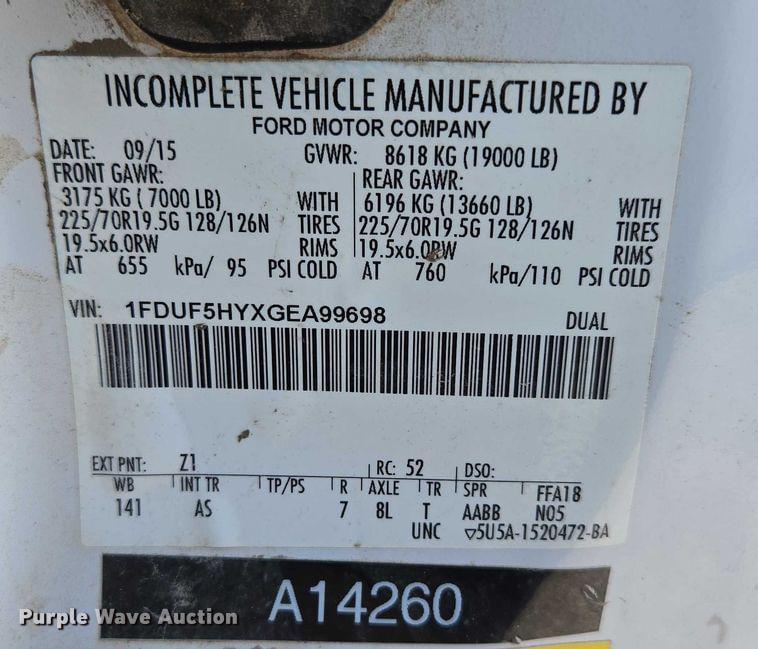 INCOMPLETE VEHICLE MANUFACTURED BY
FORD MOTOR COMPANY
DATE: 09/15 GVWR: 8618 KG (19000 LB)
FRONT GAWR: REAR GAWR:
3175 KG ( 7000 LB) WITH 6196 KG (13660 LB) WITH
225/70R19.5G 128/126N TIRES 225/70R19.5G 128/126N TIRES
19.5x6.0RW RIMS 19.5x6.0RW RIMS
AT 655 kPa/ 95 PSI COLD AT 760 kPa/110 PSI COLD
VIN: 1FDUF5HYXGEA99698 DUAL
EXT PNT: Z1 RC: 52 DSO:
WB INT TR TP/PS R AXLE TR SPR FFA18
141 AS 7 8L T AABB N05
UNC ▽5U5A-1520472-BA
A14260
Purple Wave Auction